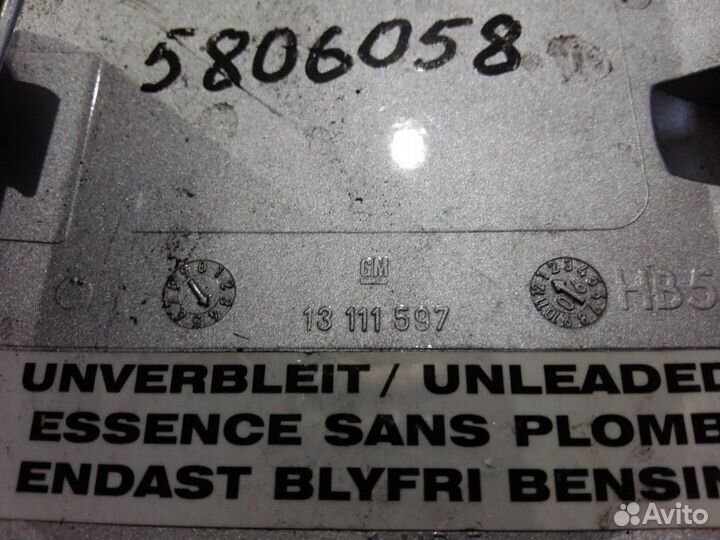 5806058
GM
13 111 597
HB5
UNVERBLEIT / UNLEADED
ESSENCE SANS PLOMB
ENDAST BLYFRI BENSIN
Avito